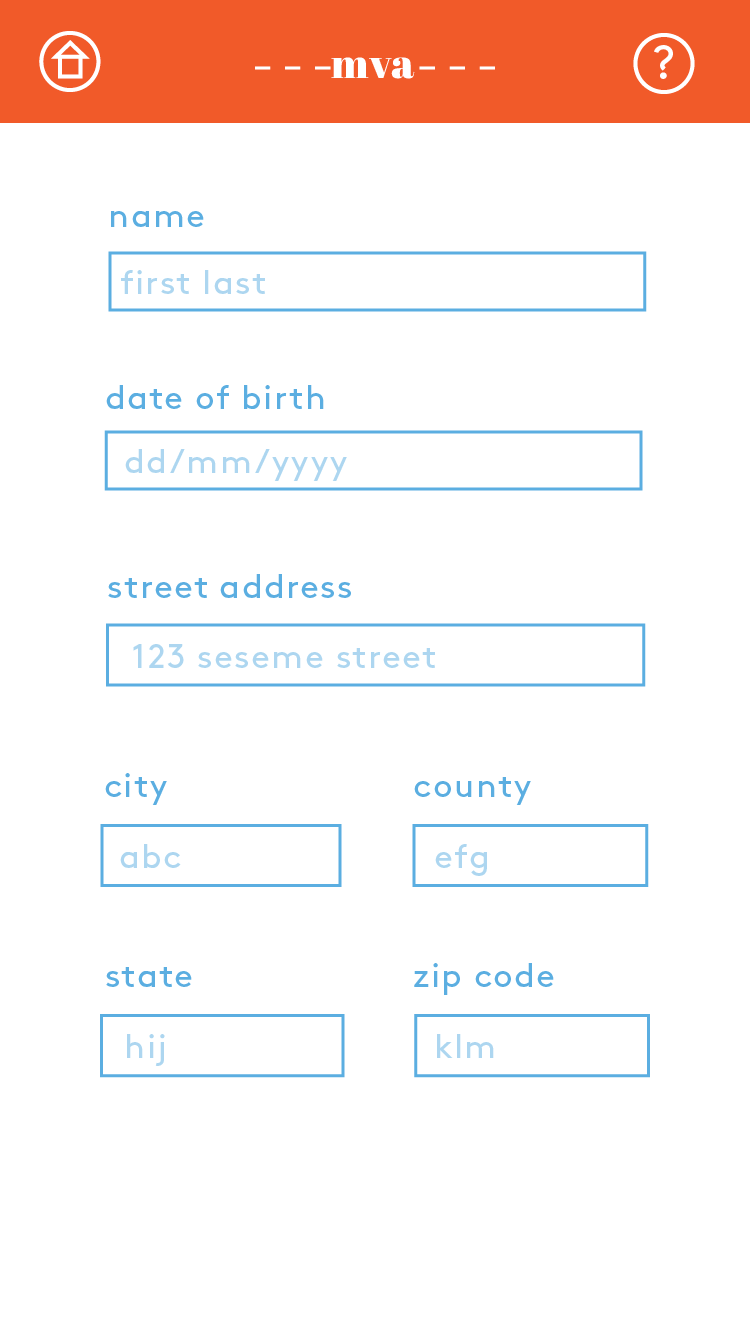 - - -mva- - -
?
name
first last
date of birth
dd/mm/yyyy
street address
123 seseme street
city county
abc efg
state zip code
hij klm